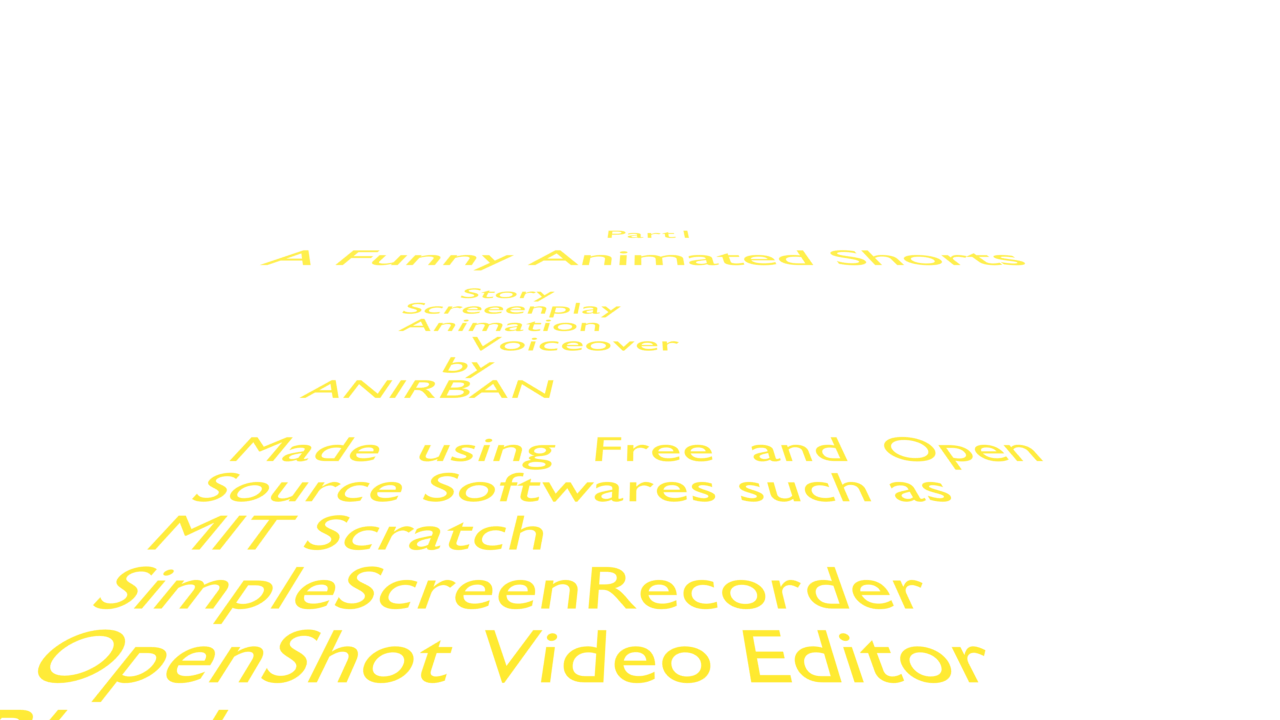 Part I
A Funny Animated Shorts
Story
Screeenplay
Animation
Voiceover
by
ANIRBAN
Made using Free and Open
Source Softwares such as
MIT Scratch
SimpleScreenRecorder
OpenShot Video Editor